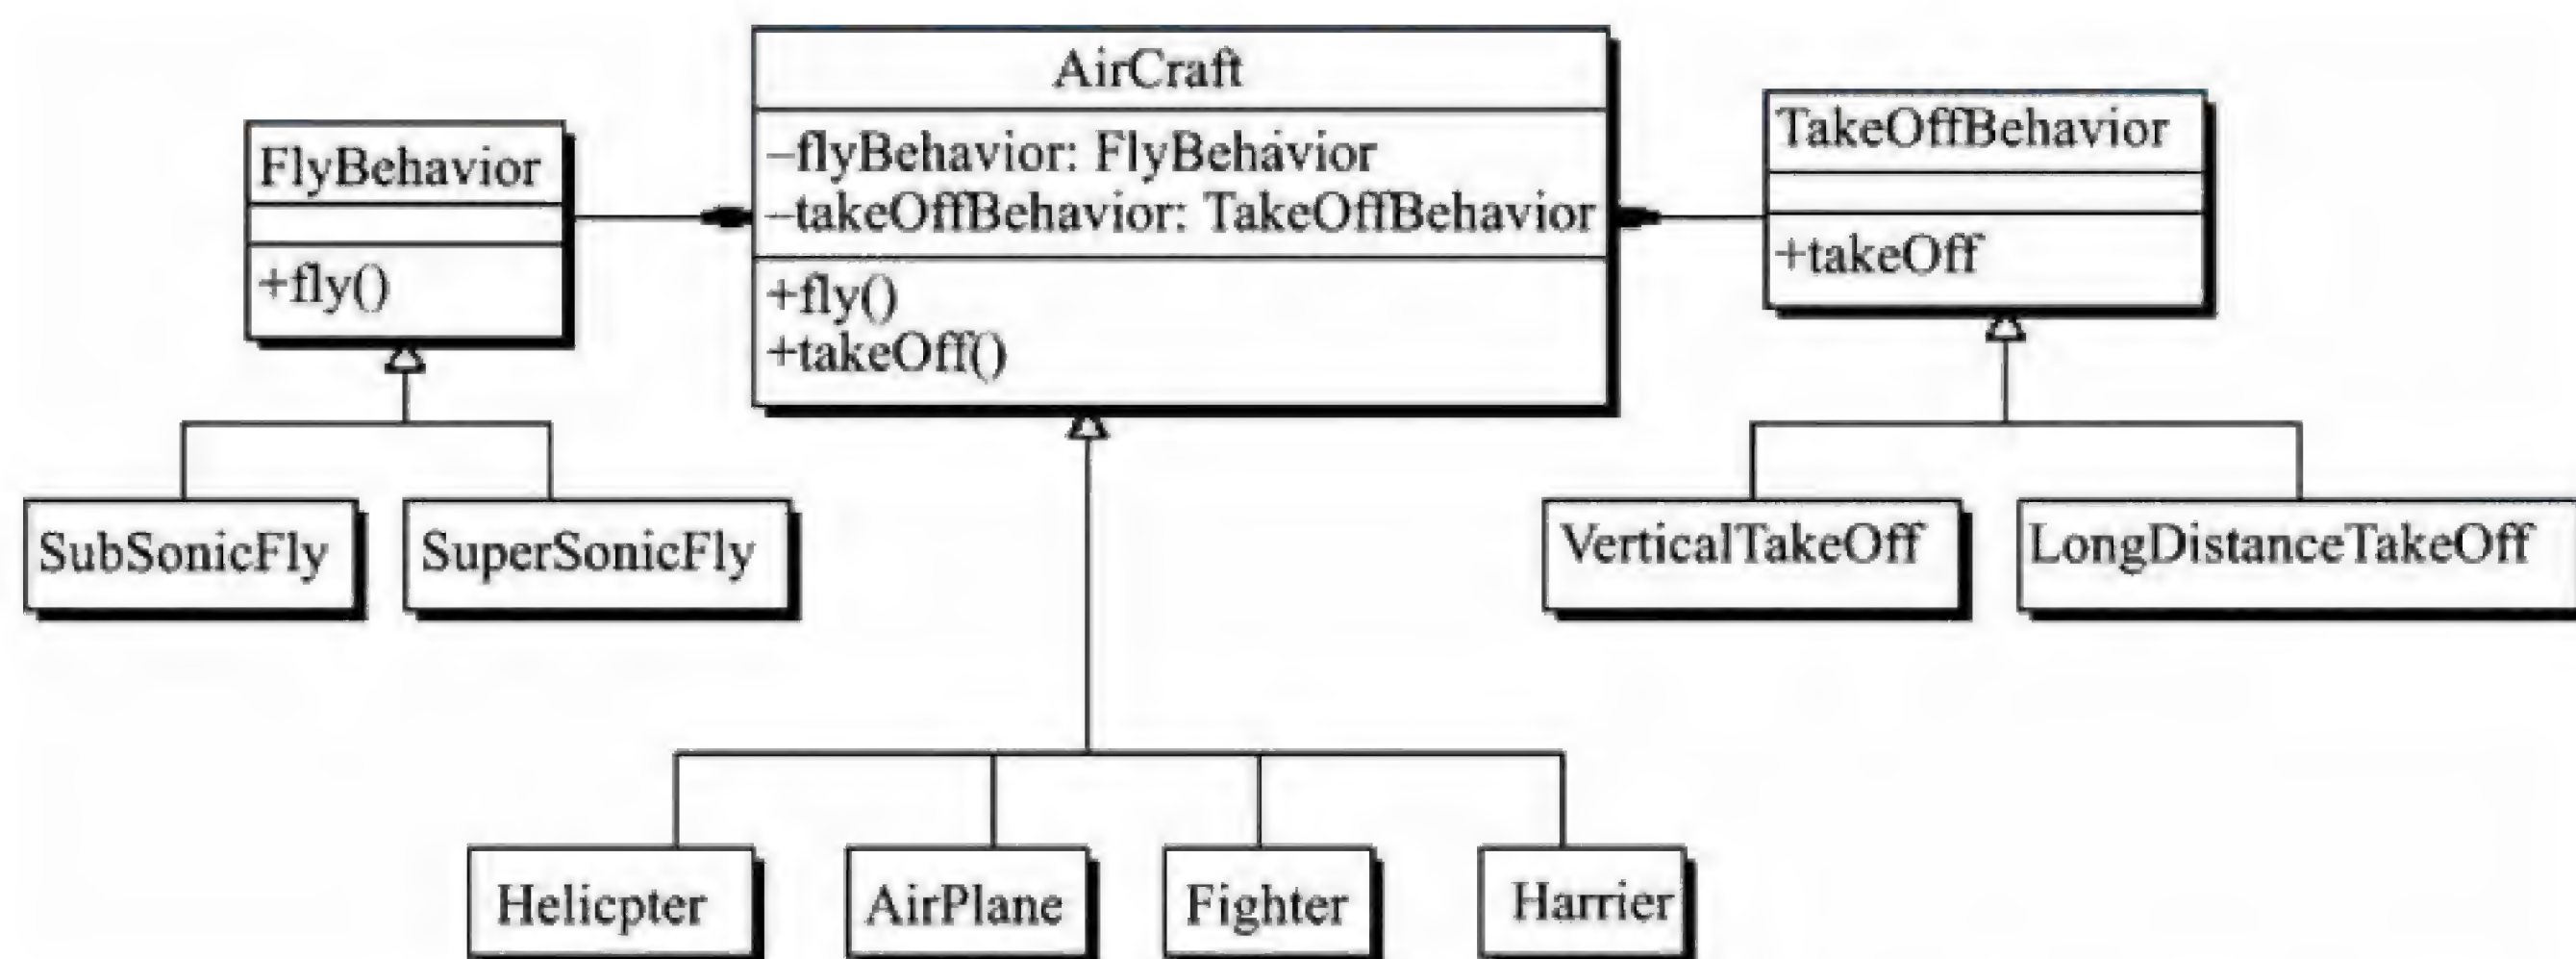 AirCraft
FlyBehavior
+fly()
–flyBehavior: FlyBehavior
–takeOffBehavior: TakeOffBehavior
+fly()
+takeOff()
TakeOffBehavior
+takeOff
SubSonicFly
SuperSonicFly
VerticalTakeOff
LongDistanceTakeOff
Helicpter
AirPlane
Fighter
Harrier